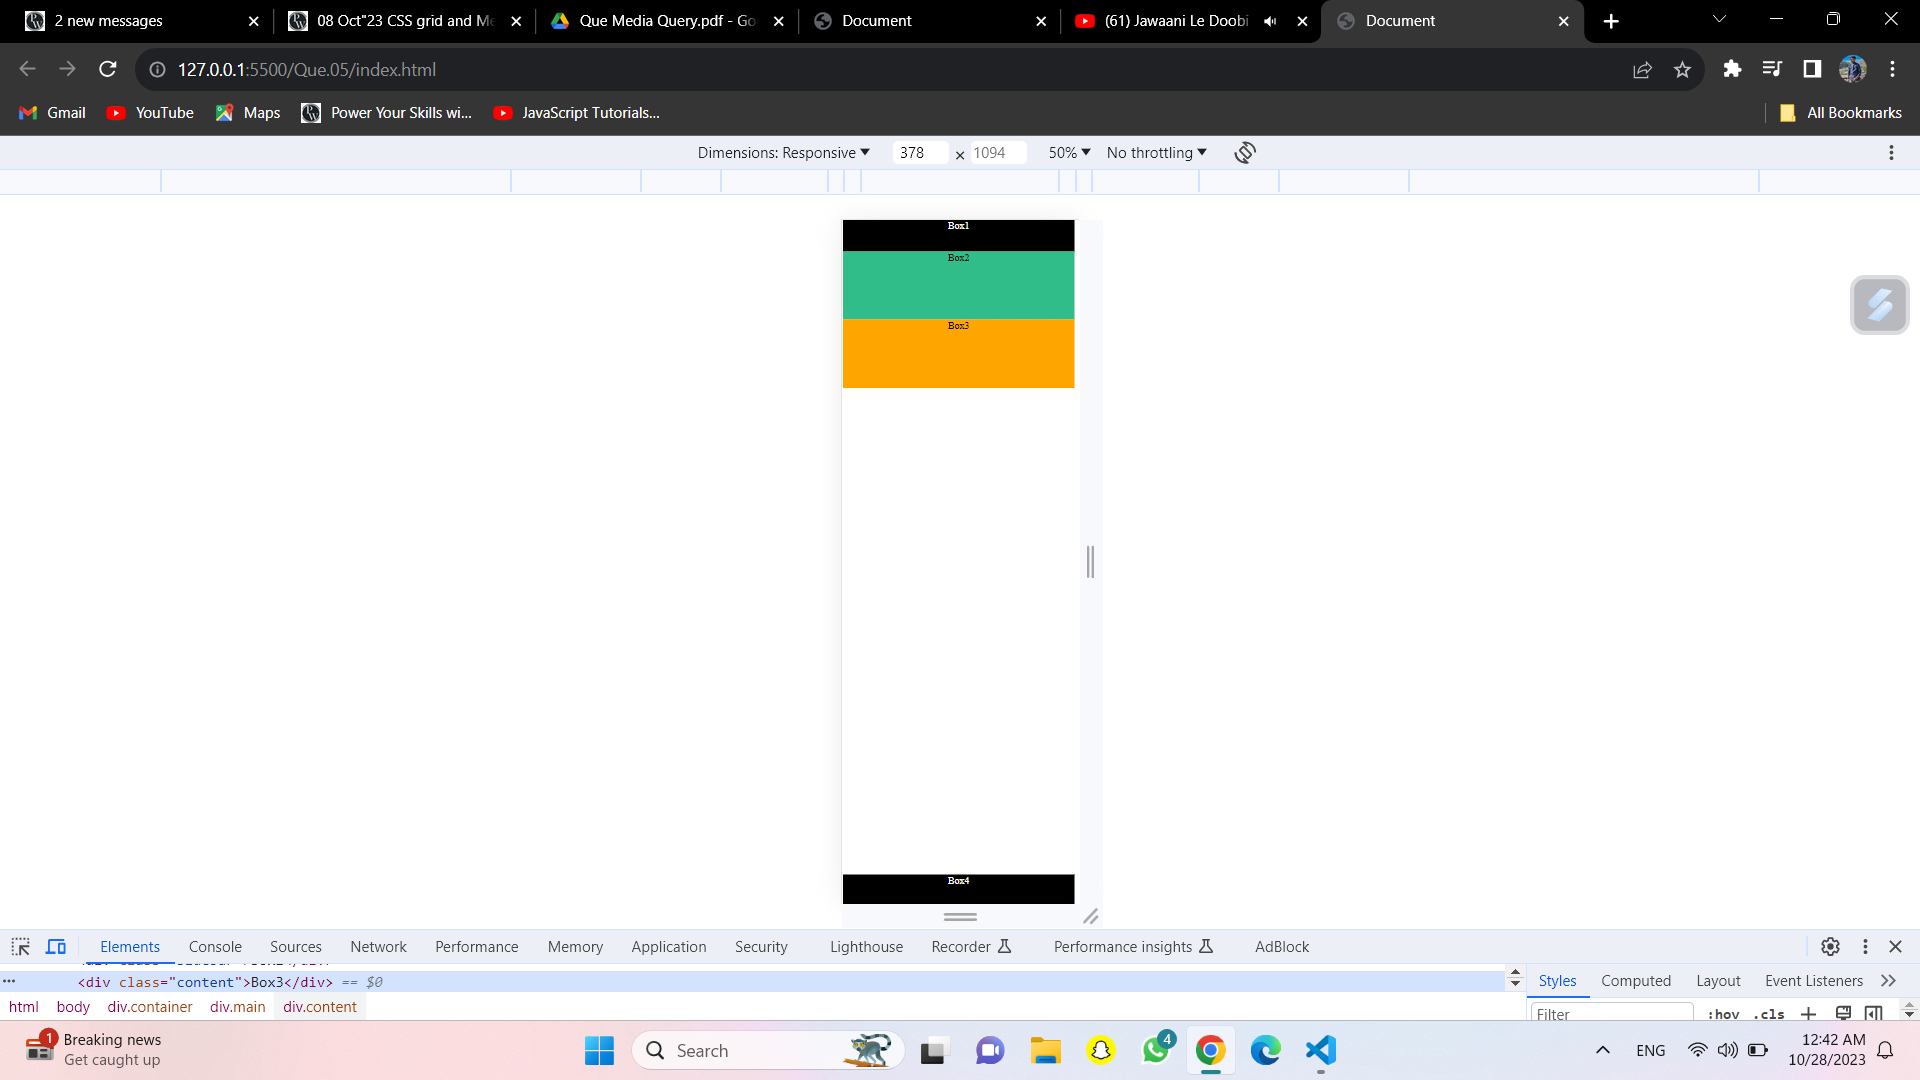 2 new messages
08 Oct"23 CSS grid and Me
Que Media Query.pdf - Go
Document
(61) Jawaani Le Doobi
Document
127.0.0.1:5500/Que.05/index.html
Gmail
YouTube
Maps
Power Your Skills wi...
JavaScript Tutorials...
All Bookmarks
Dimensions: Responsive
378
×
1094
50%
No throttling
Box1
Box2
Box3
Box4
Elements
Console
Sources
Network
Performance
Memory
Application
Security
Lighthouse
Recorder
Performance insights
AdBlock
<div class="content">Box3</div> == $0
Styles
Computed
Layout
Event Listeners
html
body
div.container
div.main
div.content
Filter
:hov
.cls
1
Breaking news
Get caught up
Search
4
ENG
12:42 AM
10/28/2023